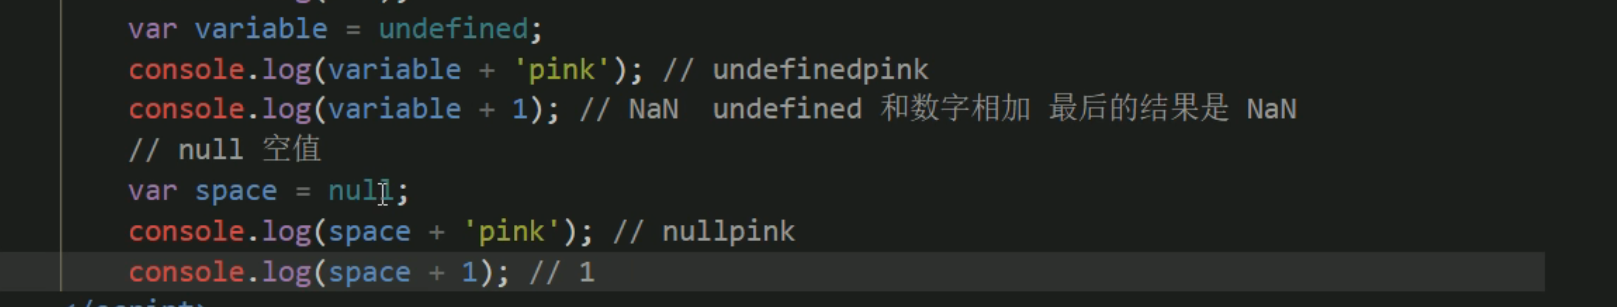 var variable = undefined;
console.log(variable + 'pink'); // undefinedpink
console.log(variable + 1); // NaN  undefined 和数字相加 最后的结果是 NaN
// null 空值
var space = null;
console.log(space + 'pink'); // nullpink
console.log(space + 1); // 1